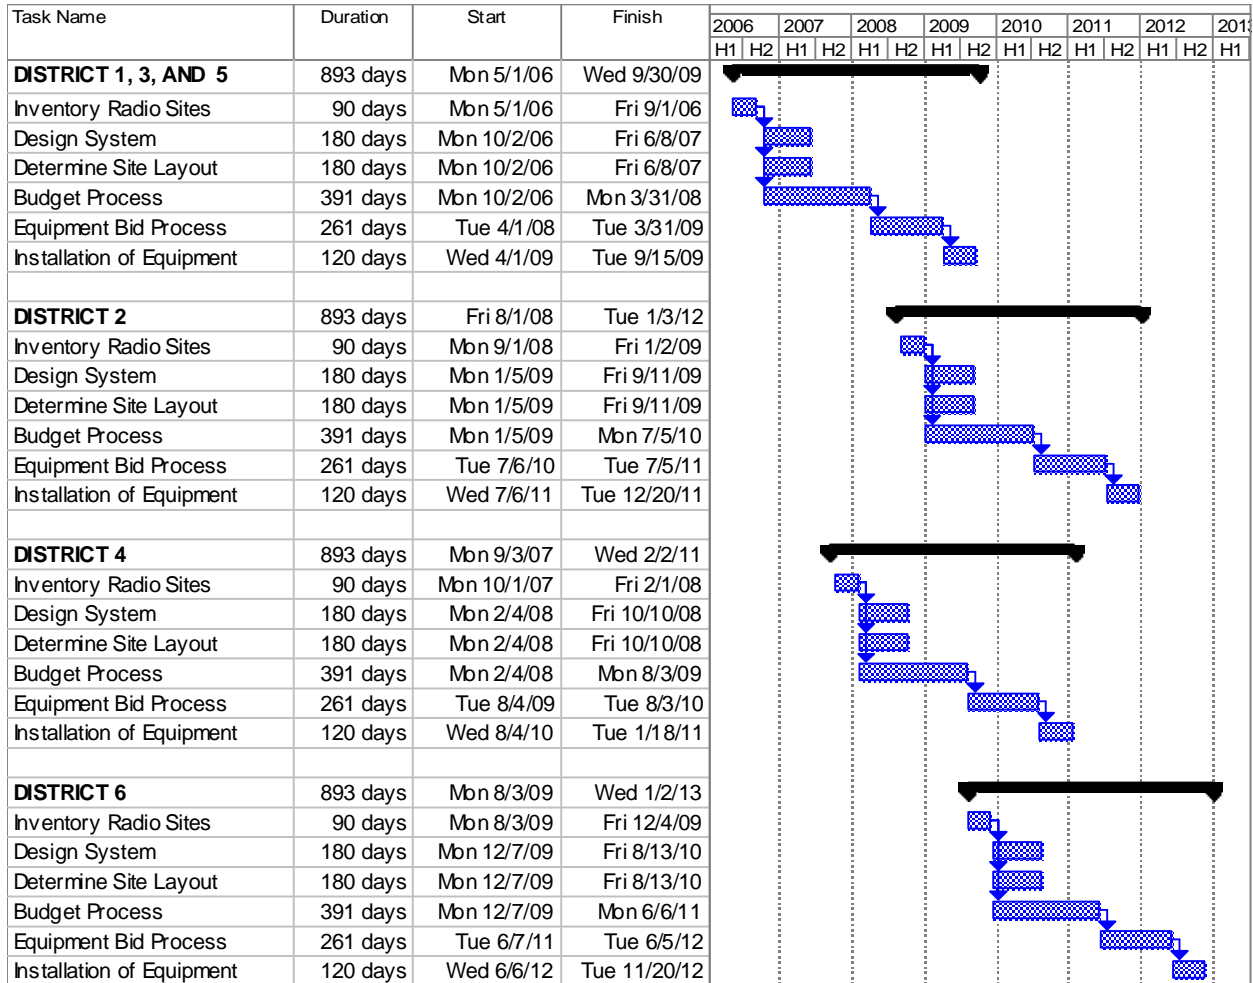 Task Name Duration Start Finish
2006 2007 2008 2009 2010 2011 2012 2013
H1 H2 H1 H2 H1 H2 H1 H2 H1 H2 H1 H2 H1 H2 H1
DISTRICT 1, 3, AND 5 893 days Mon 5/1/06 Wed 9/30/09
Inventory Radio Sites 90 days Mon 5/1/06 Fri 9/1/06
Design System 180 days Mon 10/2/06 Fri 6/8/07
Determine Site Layout 180 days Mon 10/2/06 Fri 6/8/07
Budget Process 391 days Mon 10/2/06 Mon 3/31/08
Equipment Bid Process 261 days Tue 4/1/08 Tue 3/31/09
Installation of Equipment 120 days Wed 4/1/09 Tue 9/15/09
DISTRICT 2 893 days Fri 8/1/08 Tue 1/3/12
Inventory Radio Sites 90 days Mon 9/1/08 Fri 1/2/09
Design System 180 days Mon 1/5/09 Fri 9/11/09
Determine Site Layout 180 days Mon 1/5/09 Fri 9/11/09
Budget Process 391 days Mon 1/5/09 Mon 7/5/10
Equipment Bid Process 261 days Tue 7/6/10 Tue 7/5/11
Installation of Equipment 120 days Wed 7/6/11 Tue 12/20/11
DISTRICT 4 893 days Mon 9/3/07 Wed 2/2/11
Inventory Radio Sites 90 days Mon 10/1/07 Fri 2/1/08
Design System 180 days Mon 2/4/08 Fri 10/10/08
Determine Site Layout 180 days Mon 2/4/08 Fri 10/10/08
Budget Process 391 days Mon 2/4/08 Mon 8/3/09
Equipment Bid Process 261 days Tue 8/4/09 Tue 8/3/10
Installation of Equipment 120 days Wed 8/4/10 Tue 1/18/11
DISTRICT 6 893 days Mon 8/3/09 Wed 1/2/13
Inventory Radio Sites 90 days Mon 8/3/09 Fri 12/4/09
Design System 180 days Mon 12/7/09 Fri 8/13/10
Determine Site Layout 180 days Mon 12/7/09 Fri 8/13/10
Budget Process 391 days Mon 12/7/09 Mon 6/6/11
Equipment Bid Process 261 days Tue 6/7/11 Tue 6/5/12
Installation of Equipment 120 days Wed 6/6/12 Tue 11/20/12